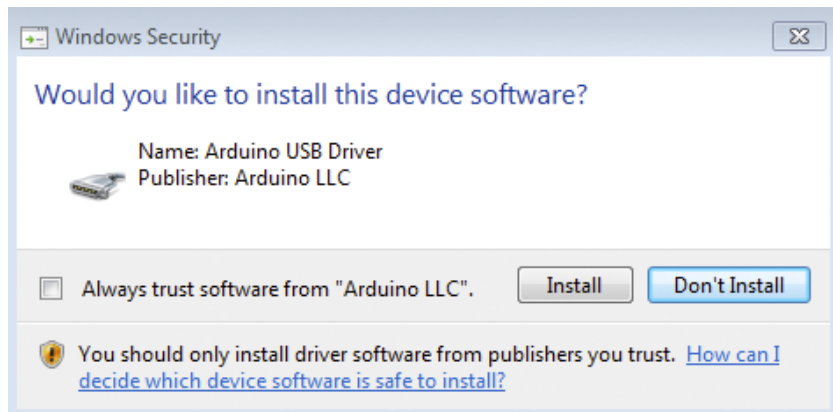 Windows Security
Would you like to install this device software?
Name: Arduino USB Driver
Publisher: Arduino LLC
Always trust software from "Arduino LLC".
Install
Don't Install
You should only install driver software from publishers you trust. How can I
decide which device software is safe to install?